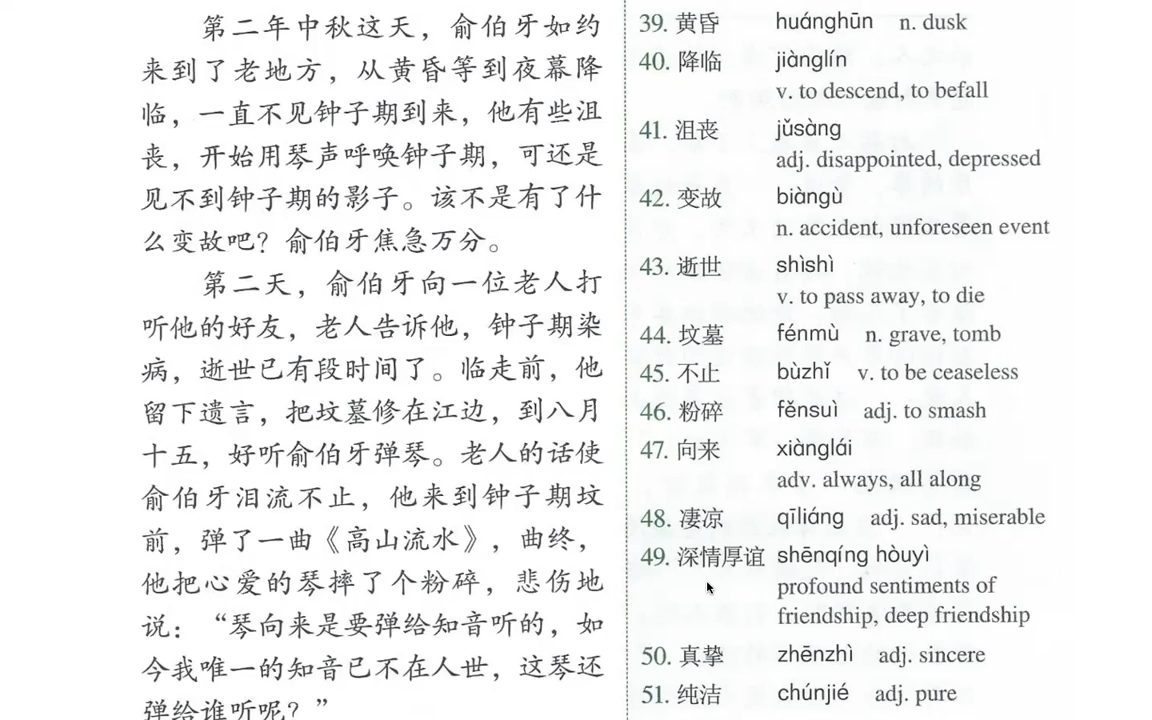 第二年中秋这天，俞伯牙如约
来到了老地方，从黄昏等到夜幕降
临，一直不见钟子期到来，他有些沮
丧，开始用琴声呼唤钟子期，可还是
见不到钟子期的影子。该不是有了什
么变故吧？俞伯牙焦急万分。
第二天，俞伯牙向一位老人打
听他的好友，老人告诉他，钟子期染
病，逝世已有段时间了。临走前，他
留下遗言，把坟墓修在江边，到八月
十五，好听俞伯牙弹琴。老人的话使
俞伯牙泪流不止，他来到钟子期坟
前，弹了一曲《高山流水》，曲终，
他把心爱的琴摔了个粉碎，悲伤地
说：“琴向来是要弹给知音听的，如
今我唯一的知音已不在人世，这琴还
弹给谁听呢？”
39. 黄昏 huánghūn n. dusk
40. 降临 jiànglín
v. to descend, to befall
41. 沮丧 jǔsàng
adj. disappointed, depressed
42. 变故 biàngù
n. accident, unforeseen event
43. 逝世 shìshì
v. to pass away, to die
44. 坟墓 fénmù n. grave, tomb
45. 不止 bùzhǐ v. to be ceaseless
46. 粉碎 fěnsuì adj. to smash
47. 向来 xiànglái
adv. always, all along
48. 凄凉 qīliáng adj. sad, miserable
49. 深情厚谊 shēnqíng hòuyì
profound sentiments of
friendship, deep friendship
50. 真挚 zhēnzhì adj. sincere
51. 纯洁 chúnjié adj. pure